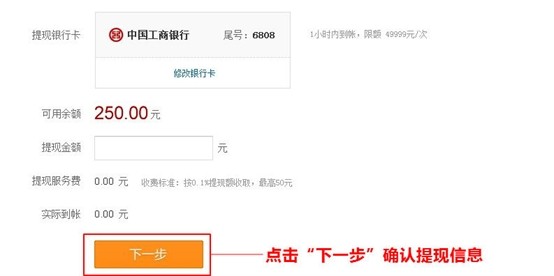 提现银行卡 中国工商银行 尾号：6808 1小时内到帐，限额 49999元/次
修改银行卡
可用余额 250.00 元
提现金额 元
提现服务费 0.00 元 收费标准：按0.1%提现额收取，最高50元
实际到帐 0.00 元
下一步 点击“下一步”确认提现信息